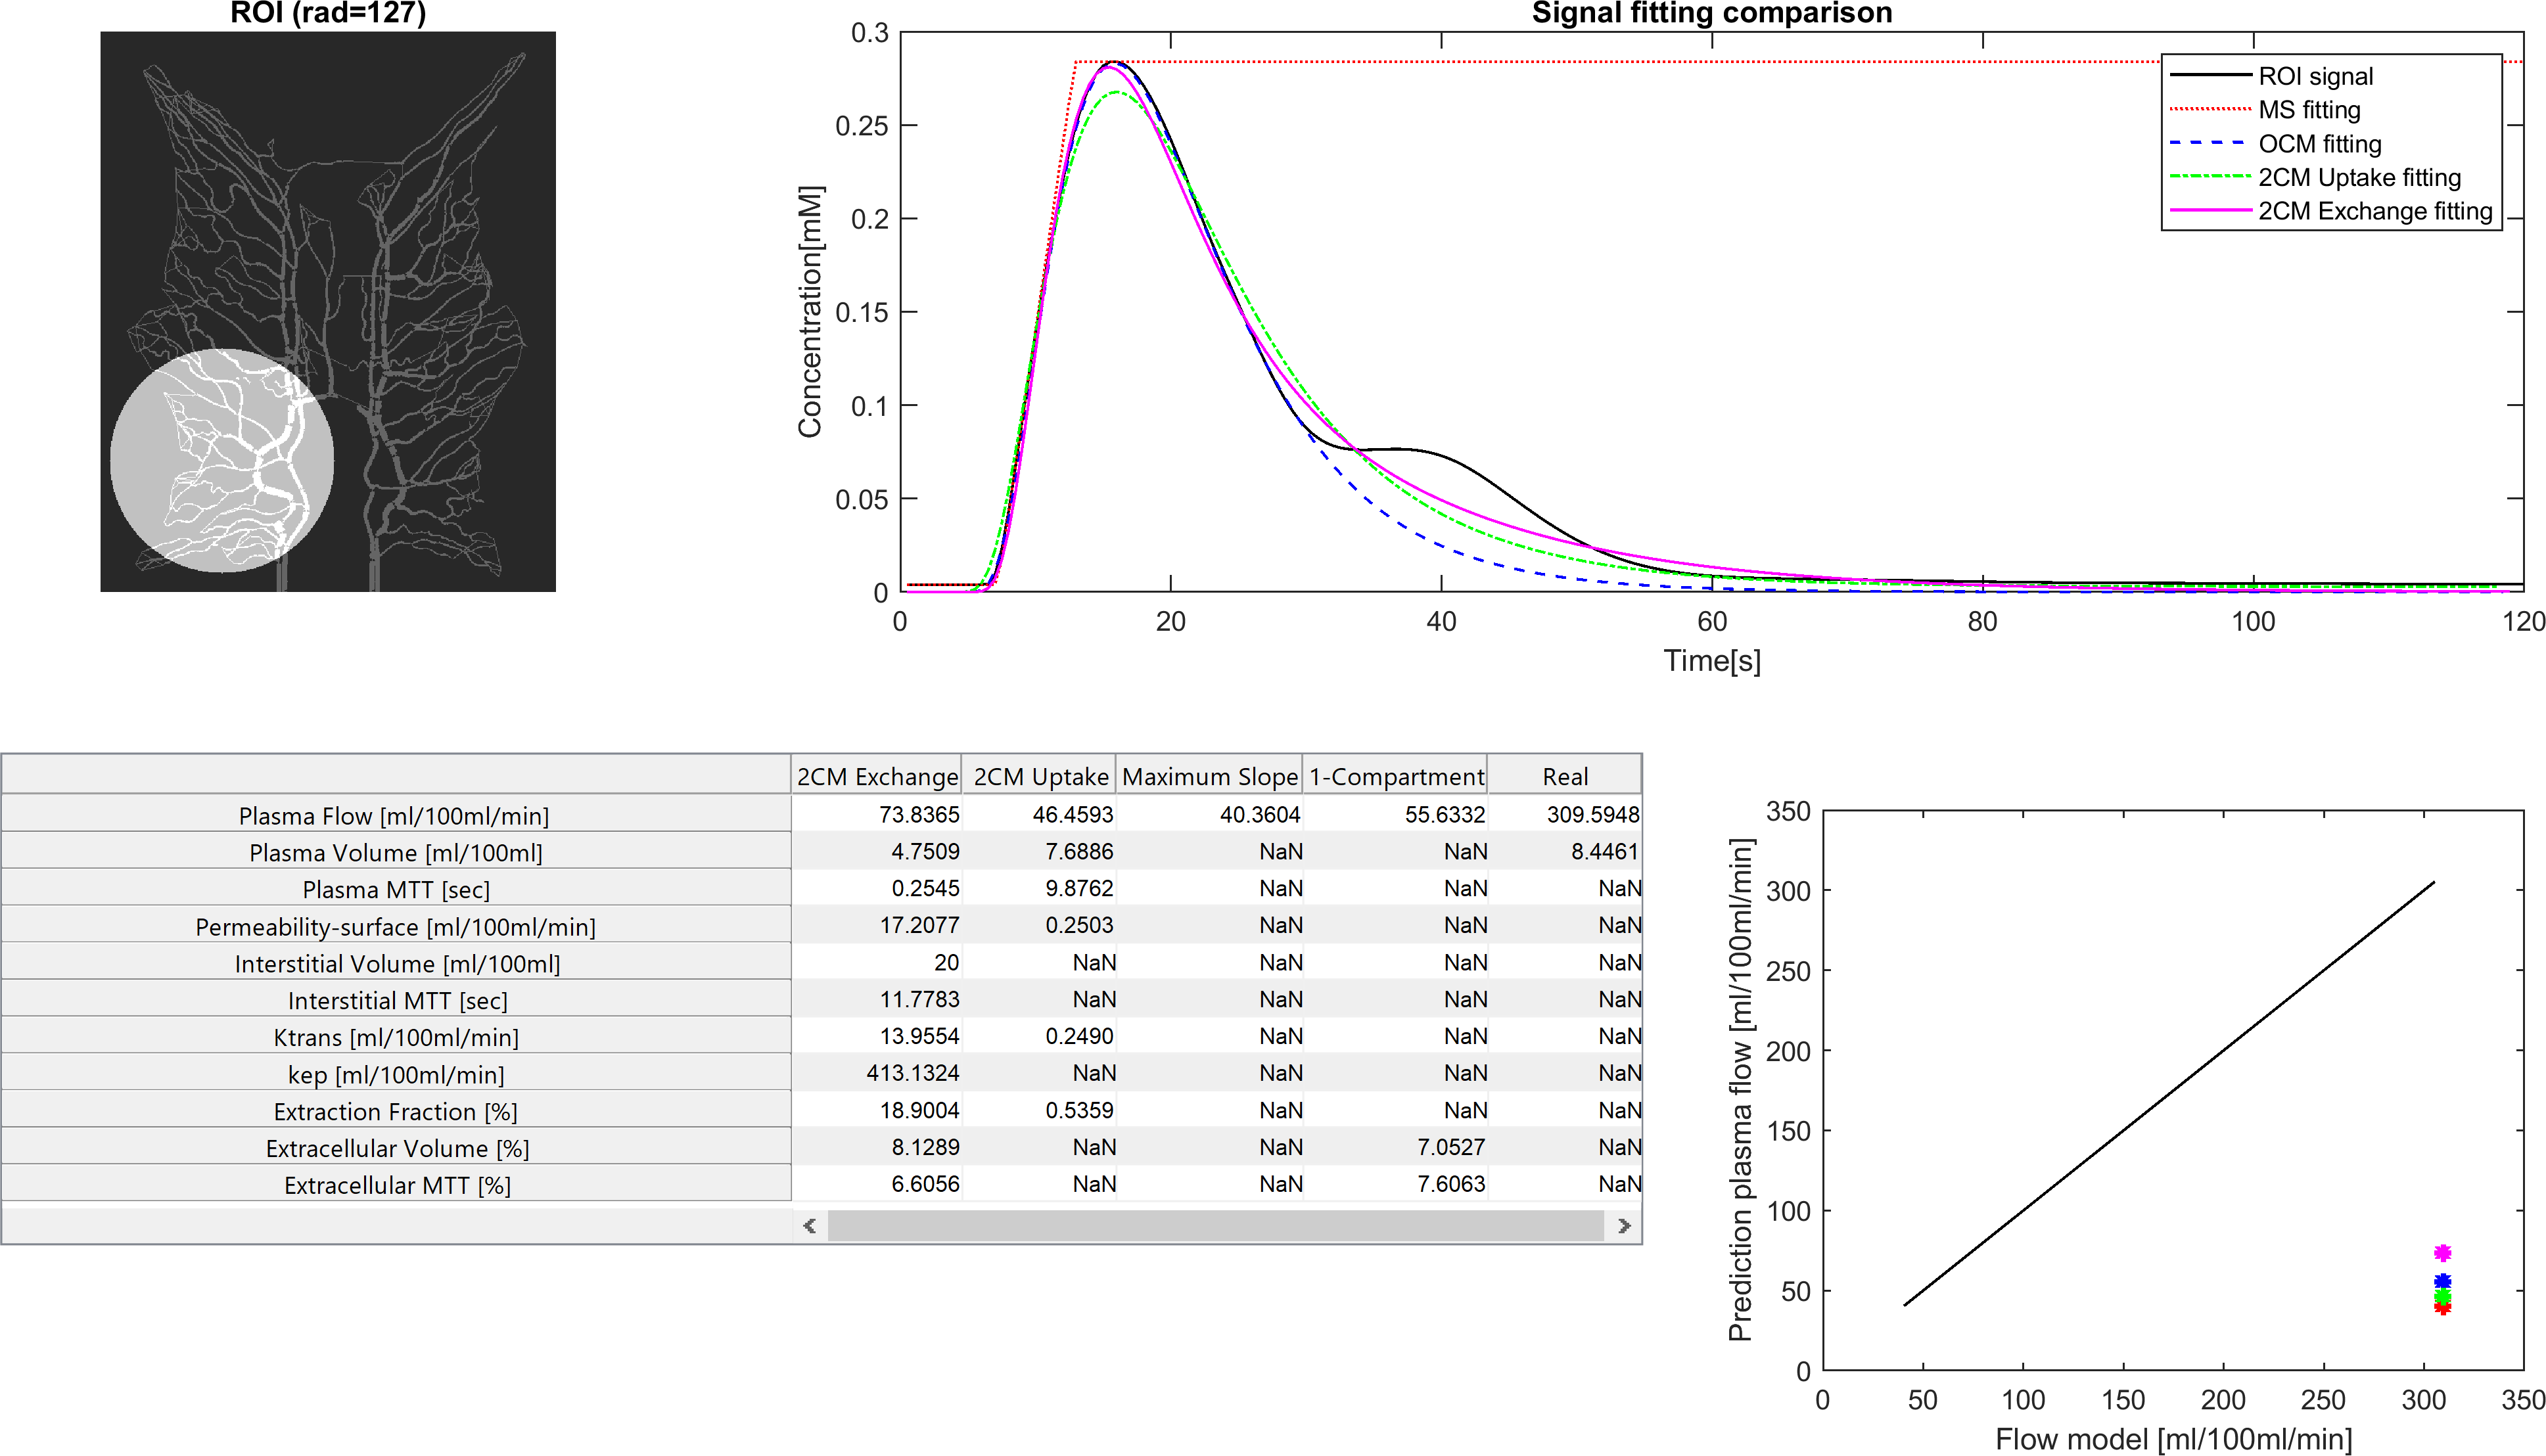 ROI (rad=127)
Signal fitting comparison
Concentration[mM]
0.3
0.25
0.2
0.15
0.1
0.05
0
0 20 40 60 80 100 120
Time[s]
ROI signal
MS fitting
OCM fitting
2CM Uptake fitting
2CM Exchange fitting
2CM Exchange 2CM Uptake Maximum Slope 1-Compartment Real
Plasma Flow [ml/100ml/min] 73.8365 46.4593 40.3604 55.6332 309.5948
Plasma Volume [ml/100ml] 4.7509 7.6886 NaN NaN 8.4461
Plasma MTT [sec] 0.2545 9.8762 NaN NaN NaN
Permeability-surface [ml/100ml/min] 17.2077 0.2503 NaN NaN NaN
Interstitial Volume [ml/100ml] 20 NaN NaN NaN NaN
Interstitial MTT [sec] 11.7783 NaN NaN NaN NaN
Ktrans [ml/100ml/min] 13.9554 0.2490 NaN NaN NaN
kep [ml/100ml/min] 413.1324 NaN NaN NaN NaN
Extraction Fraction [%] 18.9004 0.5359 NaN NaN NaN
Extracellular Volume [%] 8.1289 NaN NaN 7.0527 NaN
Extracellular MTT [%] 6.6056 NaN NaN 7.6063 NaN
Prediction plasma flow [ml/100ml/min]
350
300
250
200
150
100
50
0
0 50 100 150 200 250 300 350
Flow model [ml/100ml/min]